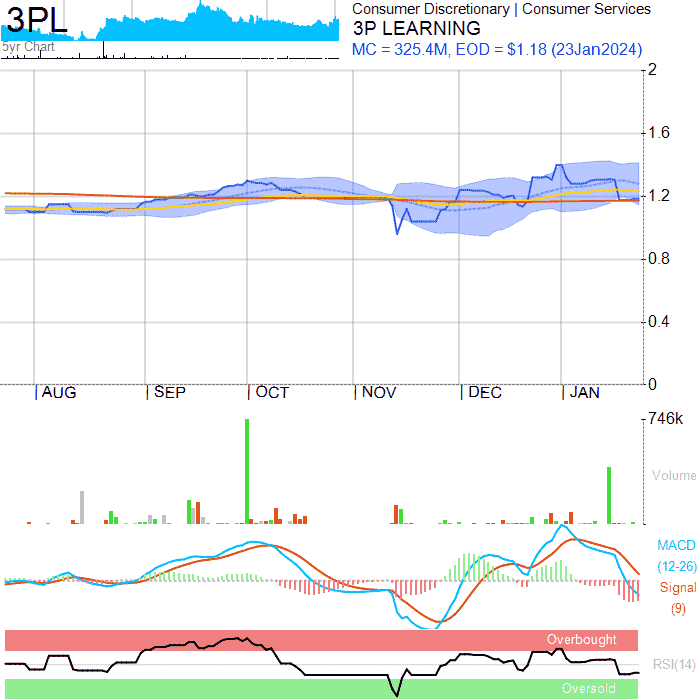 3PL
5yr Chart
Consumer Discretionary | Consumer Services
3P LEARNING
MC = 325.4M, EOD = $1.18 (23Jan2024)
2
1.6
1.2
0.8
0.4
0
|AUG |SEP |OCT |NOV |DEC |JAN
746k
Volume
MACD
(12-26)
Signal
(9)
Overbought
RSI(14)
Oversold